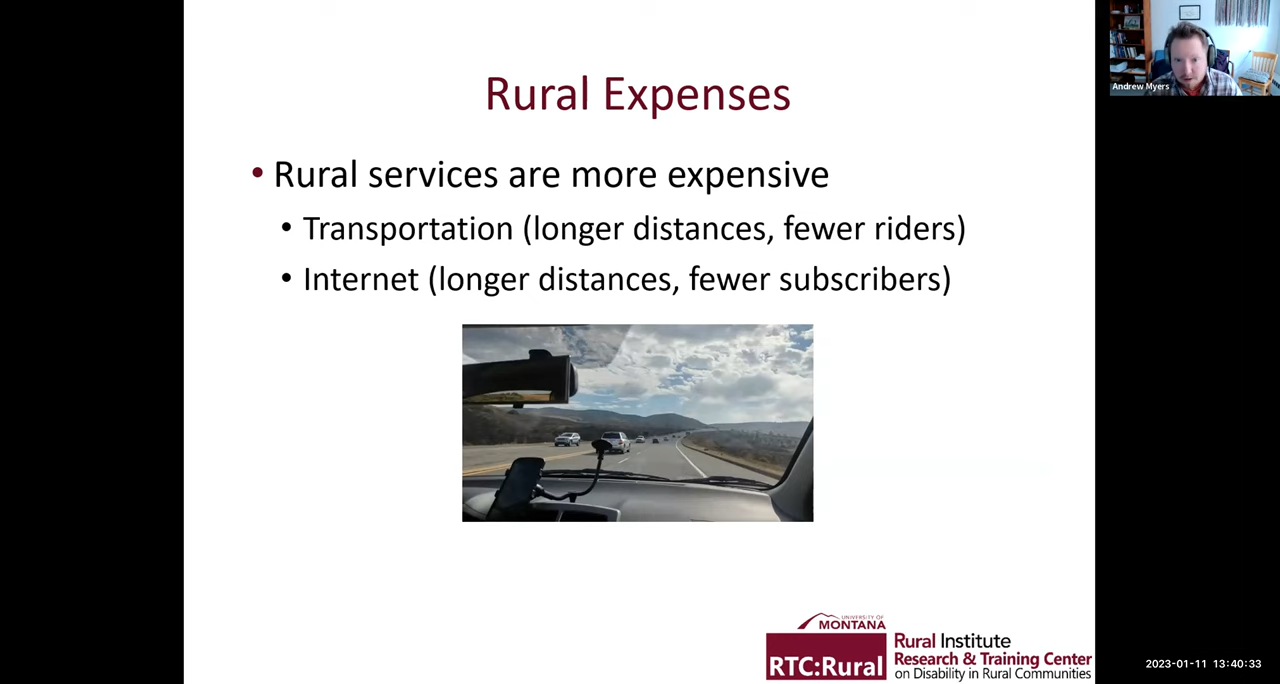 Rural Expenses
• Rural services are more expensive
• Transportation (longer distances, fewer riders)
• Internet (longer distances, fewer subscribers)
Andrew Myers
UNIVERSITY OF
MONTANA
RTC:Rural
Rural Institute
Research & Training Center
on Disability in Rural Communities
2023-01-11 13:40:33